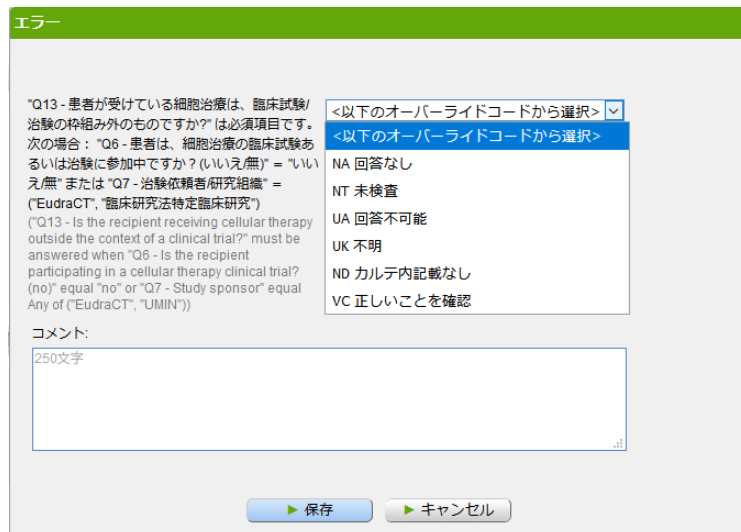 エラー
"Q13 - 患者が受けている細胞治療は、臨床試験/
治験の枠組み外のものですか?" は必須項目です。
次の場合： "Q6 - 患者は、細胞治療の臨床試験あ
るいは治験に参加中ですか？(いいえ/無)" = "いい
え/無" または "Q7 - 治験依頼者/研究組織" =
("EudraCT", "臨床研究法特定臨床研究")
("Q13 - Is the recipient receiving cellular therapy
outside the context of a clinical trial?" must be
answered when "Q6 - Is the recipient
participating in a cellular therapy clinical trial?
(no)" equal "no" or "Q7 - Study sponsor" equal
Any of ("EudraCT", "UMIN"))
<以下のオーバーライドコードから選択>
<以下のオーバーライドコードから選択>
NA 回答なし
NT 未検査
UA 回答不可能
UK 不明
ND カルテ内記載なし
VC 正しいことを確認
コメント:
250文字
保存
キャンセル